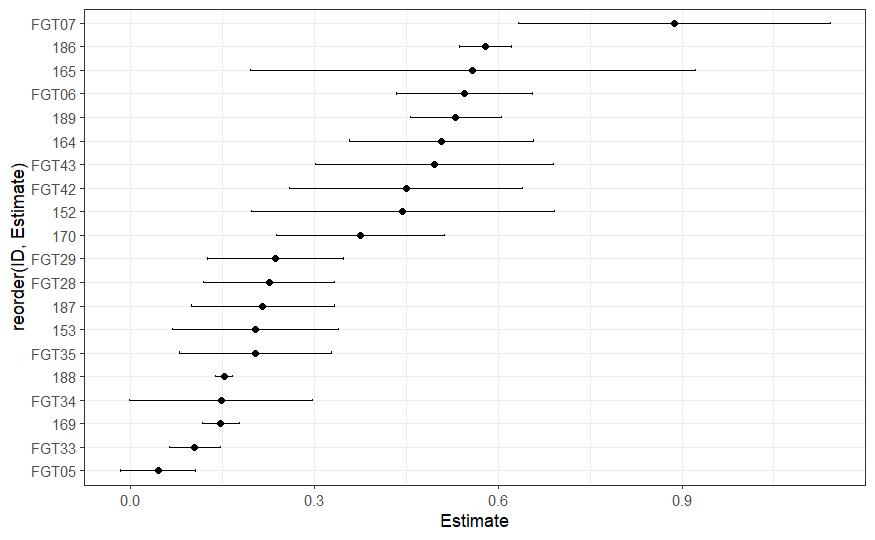 reorder(ID, Estimate)
FGT07
186
165
FGT06
189
164
FGT43
FGT42
152
170
FGT29
FGT28
187
153
FGT35
188
FGT34
169
FGT33
FGT05
0.0 0.3 0.6 0.9
Estimate